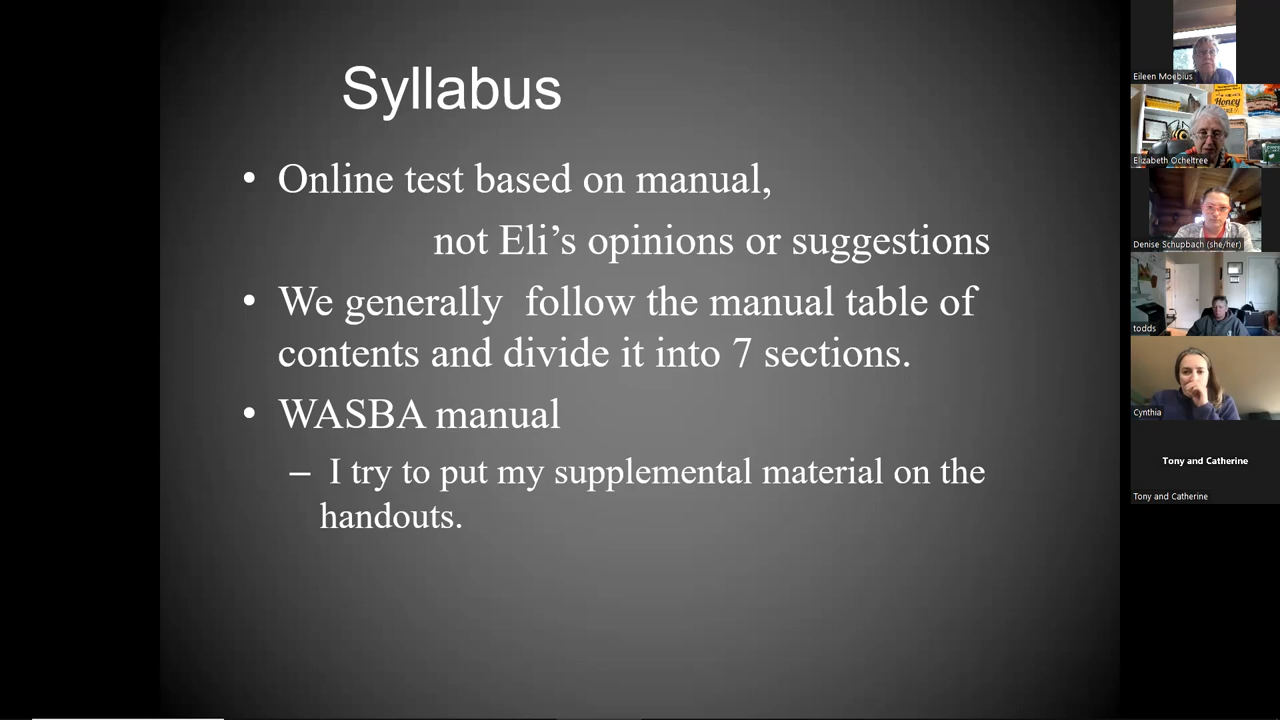 Syllabus
• Online test based on manual,
not Eli’s opinions or suggestions
• We generally follow the manual table of
contents and divide it into 7 sections.
• WASBA manual
– I try to put my supplemental material on the
handouts.
Eileen Moebius
Honey
Elizabeth Ocheltree
Denise Schupbach (she/her)
todds
Cynthia
Tony and Catherine
Tony and Catherine